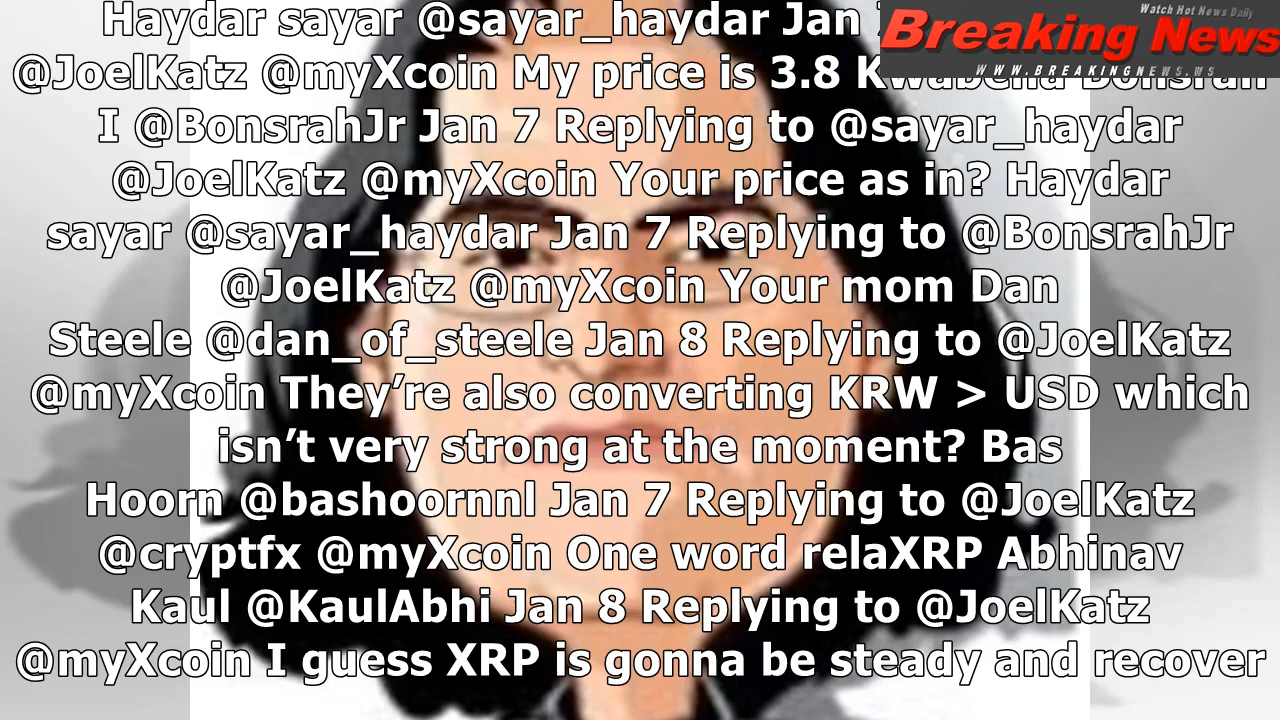 Haydar sayar @sayar_haydar Jan
Watch Hot News Daily
Breaking News
WWW.BREAKINGNEWS.WS
@JoelKatz @myXcoin My price is 3.8 Kwabena Bonsrah
I @BonsrahJr Jan 7 Replying to @sayar_haydar
@JoelKatz @myXcoin Your price as in? Haydar
sayar @sayar_haydar Jan 7 Replying to @BonsrahJr
@JoelKatz @myXcoin Your mom Dan
Steele @dan_of_steele Jan 8 Replying to @JoelKatz
@myXcoin They’re also converting KRW > USD which
isn’t very strong at the moment? Bas
Hoorn @bashoornnl Jan 7 Replying to @JoelKatz
@cryptfx @myXcoin One word relaXRP Abhinav
Kaul @KaulAbhi Jan 8 Replying to @JoelKatz
@myXcoin I guess XRP is gonna be steady and recover